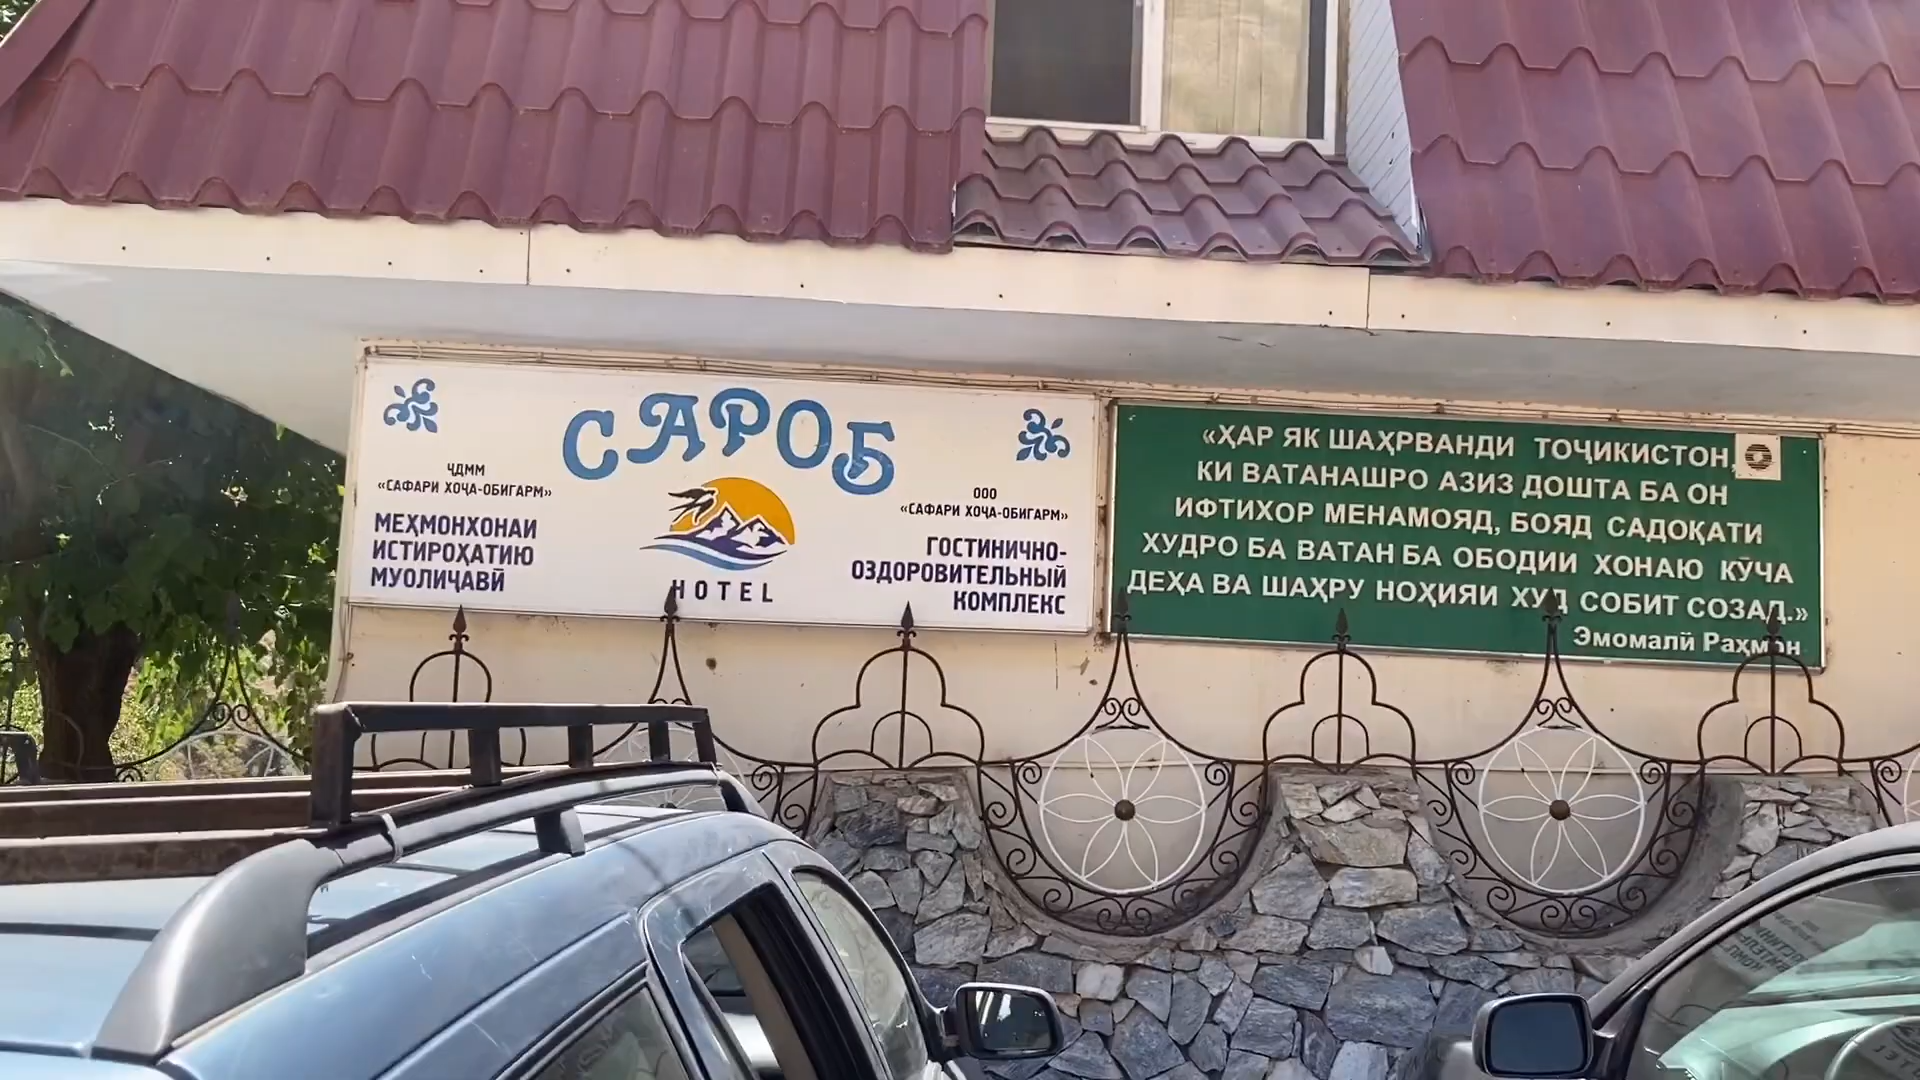 САРОБ
ҶДММ
«САФАРИ ХОҶА-ОБИГАРМ»
МЕҲМОНХОНАИ
ИСТИРОҲАТИЮ
МУОЛИҶАВӢ
HOTEL
ООО
«САФАРИ ХОҶА-ОБИГАРМ»
ГОСТИНИЧНО-
ОЗДОРОВИТЕЛЬНЫЙ
КОМПЛЕКС
«ҲАР ЯК ШАҲРВАНДИ ТОҶИКИСТОН,
КИ ВАТАНАШРО АЗИЗ ДОШТА БА ОН
ИФТИХОР МЕНАМОЯД, БОЯД САДОҚАТИ
ХУДРО БА ВАТАН БА ОБОДИИ ХОНАЮ КӮЧА
ДЕҲА ВА ШАҲРУ НОҲИЯИ ХУД СОБИТ СОЗАД.»
Эмомалӣ Раҳмон